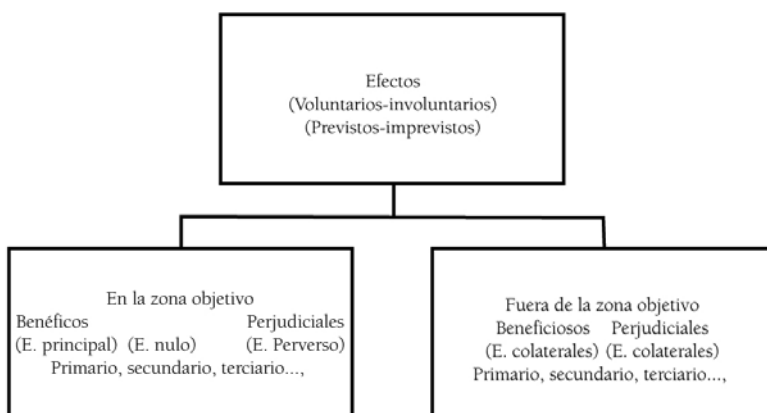 Efectos
(Voluntarios-involuntarios)
(Previstos-imprevistos)
En la zona objetivo
Benéficos Perjudiciales
(E. principal) (E. nulo) (E. Perverso)
Primario, secundario, terciario...,
Fuera de la zona objetivo
Beneficiosos Perjudiciales
(E. colaterales) (E. colaterales)
Primario, secundario, terciario...,